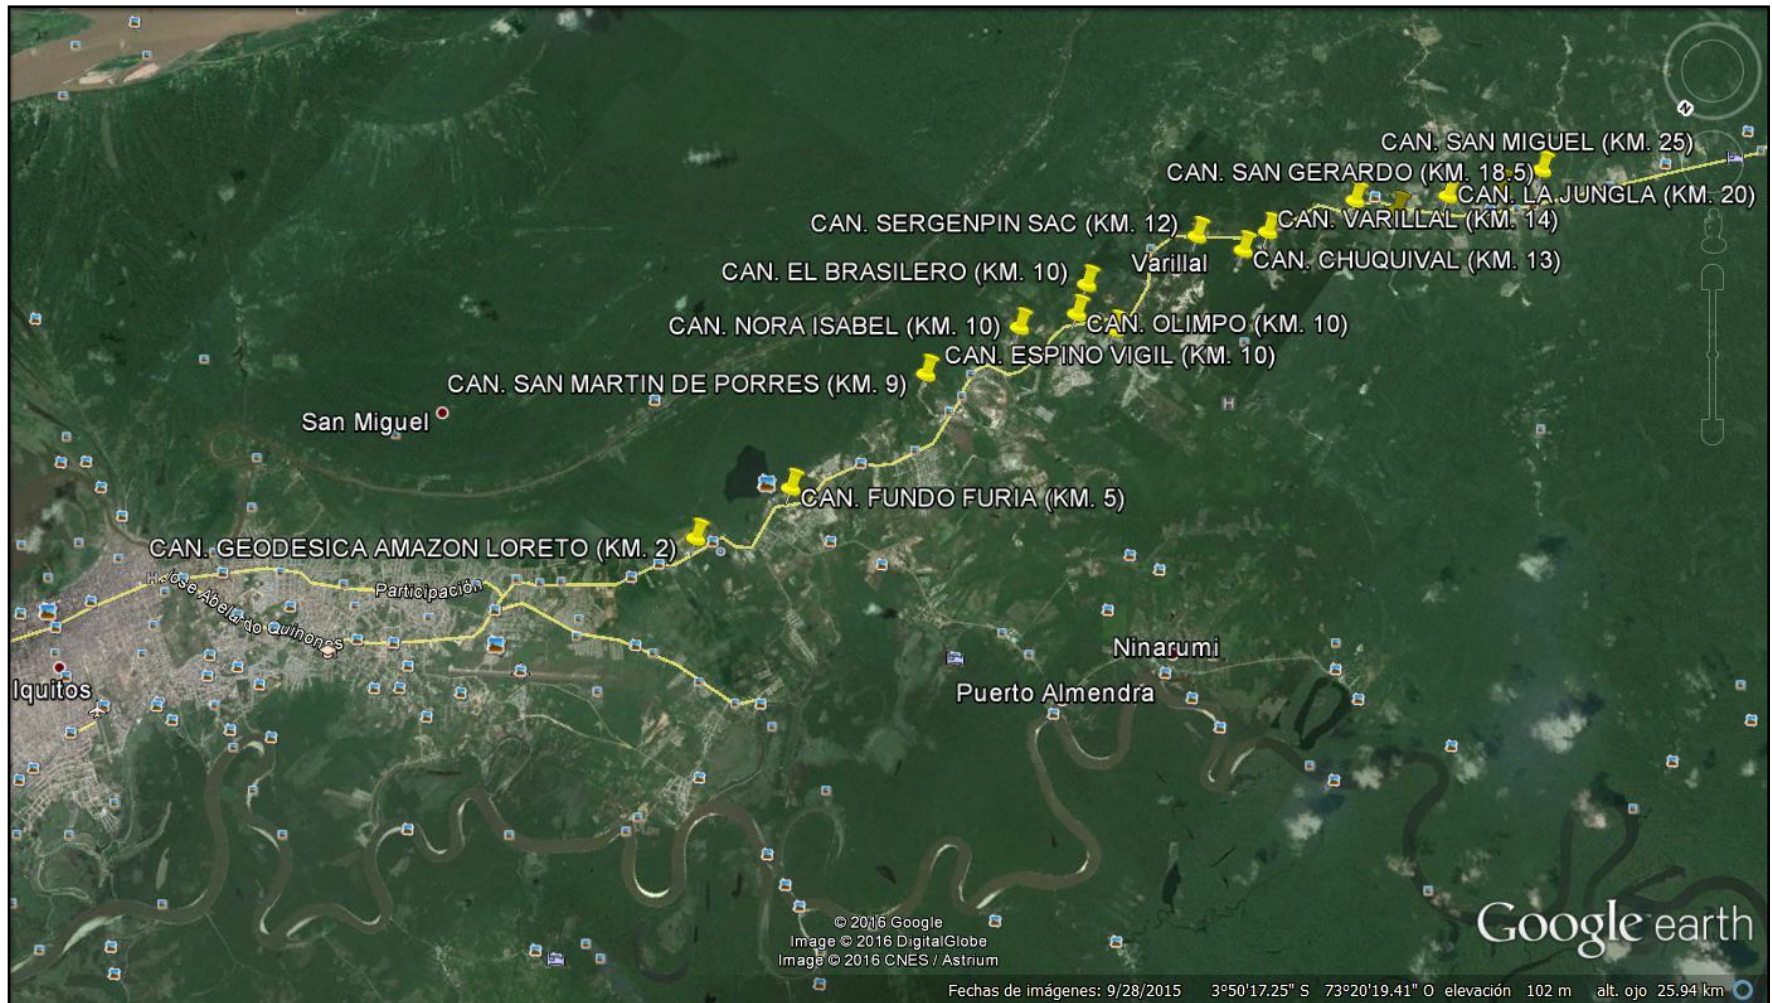 N
CAN. SAN MIGUEL (KM. 25)
CAN. SAN GERARDO (KM. 18.5)
CAN. LA JUNGLA (KM. 20)
CAN. SERGENPIN SAC (KM. 12)
CAN. VARILLAL (KM. 14)
Varillal
CAN. CHUQUIVAL (KM. 13)
CAN. EL BRASILERO (KM. 10)
CAN. NORA ISABEL (KM. 10)
CAN. OLIMPO (KM. 10)
CAN. ESPINO VIGIL (KM. 10)
CAN. SAN MARTIN DE PORRES (KM. 9)
San Miguel
CAN. FUNDO FURIA (KM. 5)
CAN. GEODESICA AMAZON LORETO (KM. 2)
Participación
Jose Abelardo Quinones
Ninarumi
Iquitos
Puerto Almendra
© 2016 Google
Image © 2016 DigitalGlobe
Image © 2016 CNES / Astrium
Google earth
Fechas de imágenes: 9/28/2015 3°50'17.25" S 73°20'19.41" O elevación 102 m alt. ojo 25.94 km